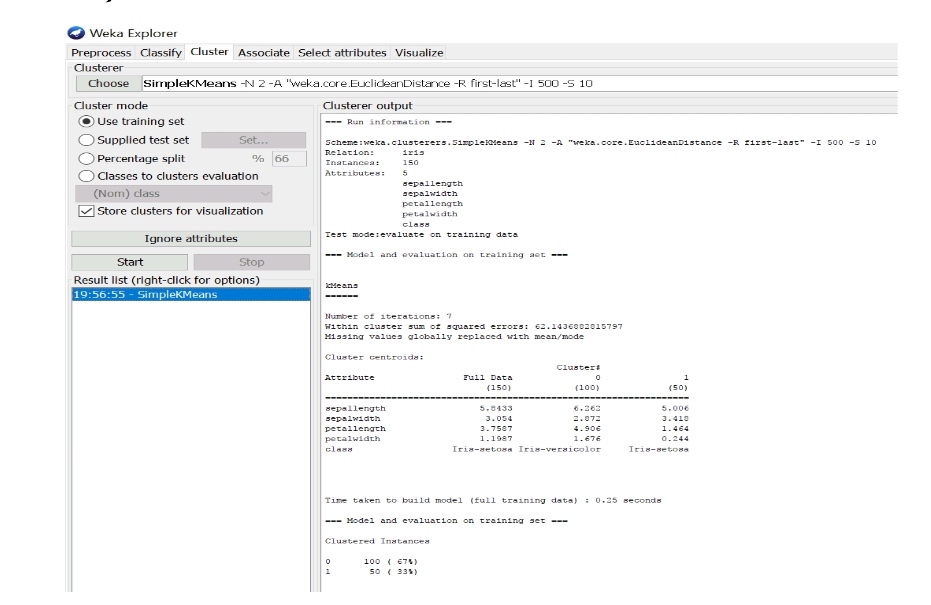 Weka Explorer
Preprocess Classify Cluster Associate Select attributes Visualize
Clusterer
Choose SimpleKMeans -N 2 -A "weka.core.EuclideanDistance -R first-last" -I 500 -S 10
Cluster mode
Use training set
Supplied test set Set...
Percentage split % 66
Classes to clusters evaluation
(Nom) class
Store clusters for visualization
Ignore attributes
Start Stop
Result list (right-click for options)
19:56:55 - SimpleKMeans
Clusterer output
=== Run information ===
Scheme:weka.clusterers.SimpleKMeans -N 2 -A "weka.core.EuclideanDistance -R first-last" -I 500 -S 10
Relation: iris
Instances: 150
Attributes: 5
sepallength
sepalwidth
petallength
petalwidth
class
Test mode:evaluate on training data
=== Model and evaluation on training set ===
kMeans
======
Number of iterations: 7
Within cluster sum of squared errors: 62.1436882815797
Missing values globally replaced with mean/mode
Cluster centroids:
Cluster#
Attribute Full Data 0 1
(150) (100) (50)
sepallength 5.8433 6.262 5.006
sepalwidth 3.054 2.872 3.418
petallength 3.7587 4.906 1.464
petalwidth 1.1987 1.676 0.244
class Iris-setosa Iris-versicolor Iris-setosa
Time taken to build model (full training data) : 0.25 seconds
=== Model and evaluation on training set ===
Clustered Instances
0 100 ( 67%)
1 50 ( 33%)